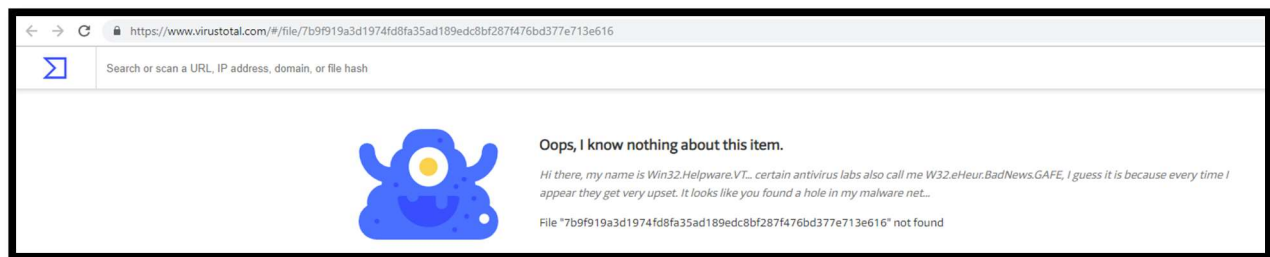 https://www.virustotal.com/#/file/7b9f919a3d1974fd8fa35ad189edc8bf287f476bd377e713e616
Search or scan a URL, IP address, domain, or file hash
Oops, I know nothing about this item.
Hi there, my name is Win32.Helpware.VT... certain antivirus labs also call me W32.eHeur.BadNews.GAFE, I guess it is because every time I
appear they get very upset. It looks like you found a hole in my malware net...
File "7b9f919a3d1974fd8fa35ad189edc8bf287f476bd377e713e616" not found